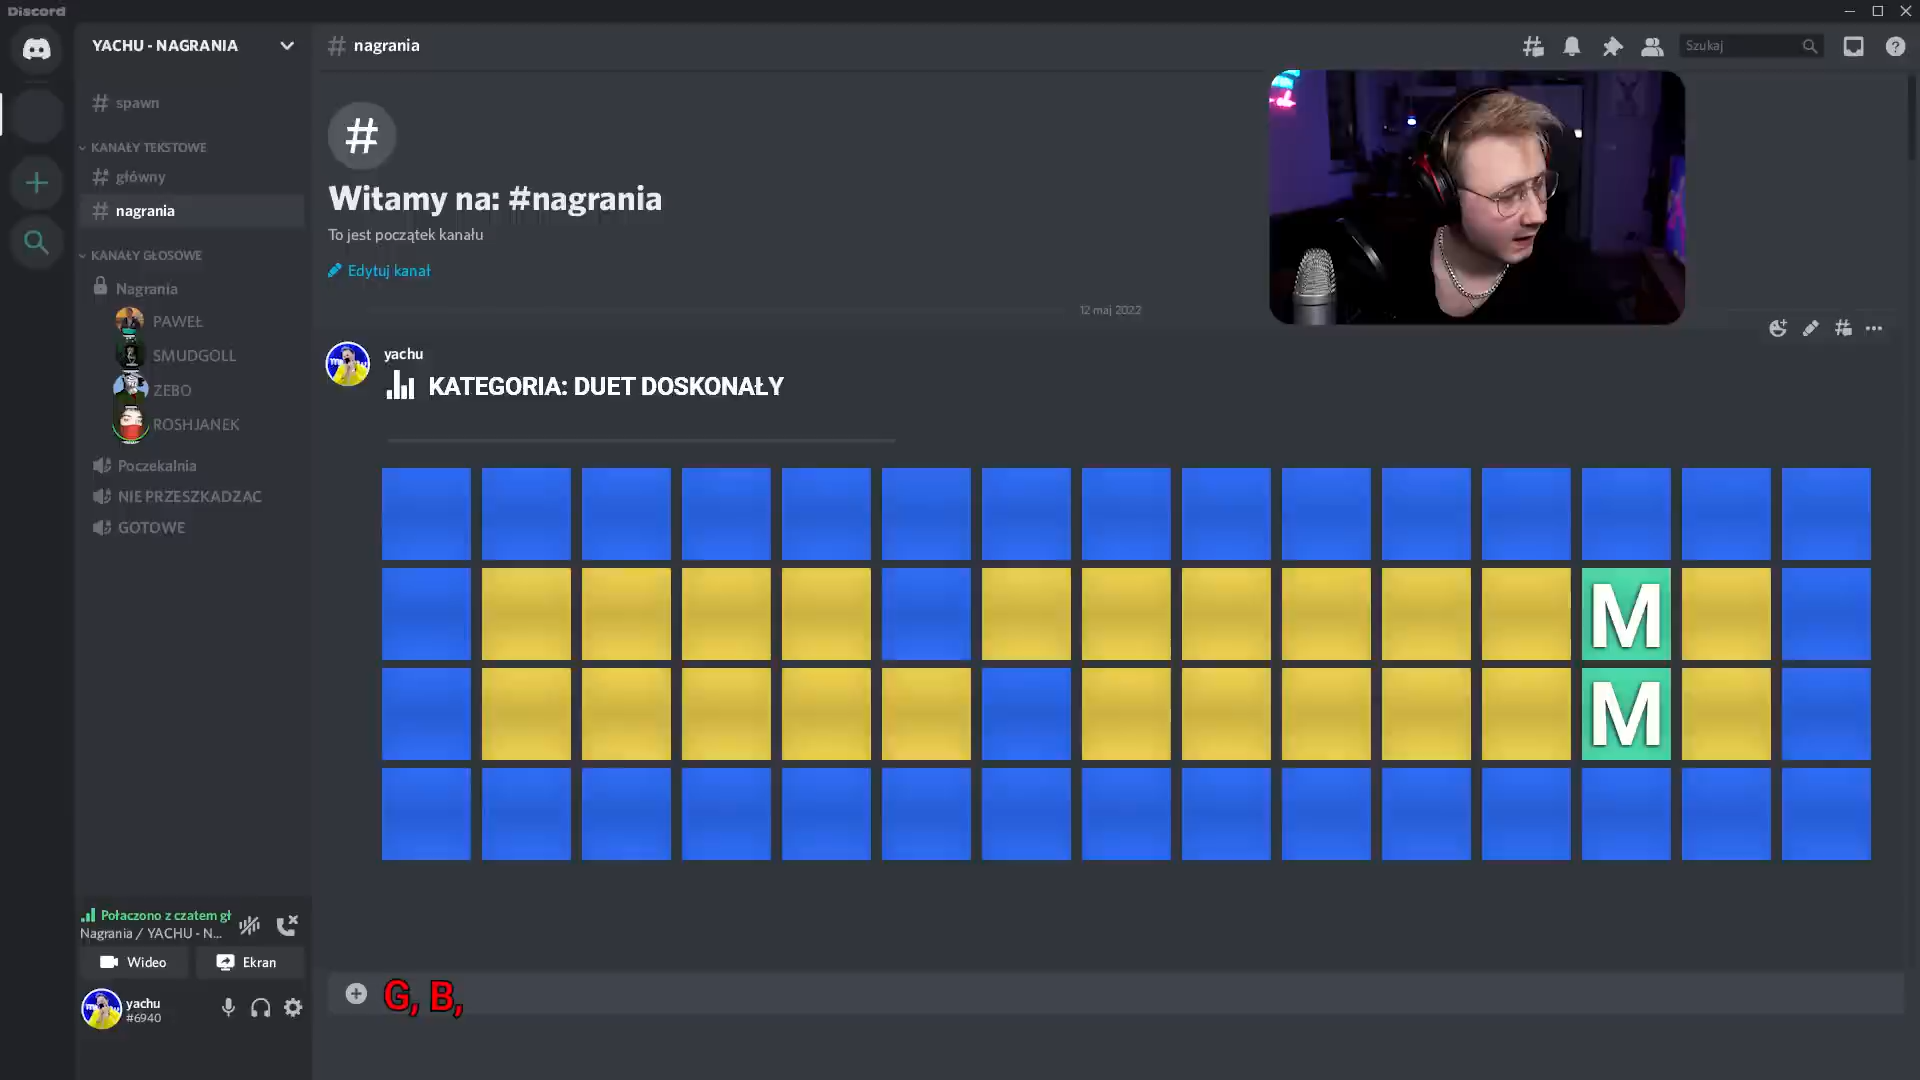 Discord
YACHU - NAGRANIA
nagrania
Szukaj
spawn
KANAŁY TEKSTOWE
główny
nagrania
KANAŁY GŁOSOWE
Nagrania
PAWEŁ
SMUDGOLL
ZEBO
ROSHJANEK
Poczekalnia
NIE PRZESZKADZAC
GOTOWE
#
Witamy na: #nagrania
To jest początek kanału
Edytuj kanał
12 maj 2022
yachu
KATEGORIA: DUET DOSKONAŁY
M
M
Połaczono z czatem gł
Nagrania / YACHU - N...
Wideo
Ekran
yachu
#6940
G, B,